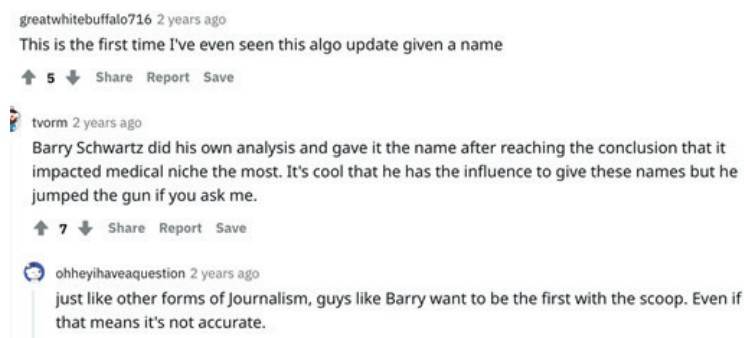 greatwhitebuffalo716 2 years ago
This is the first time I've even seen this algo update given a name
5 Share Report Save
tvorm 2 years ago
Barry Schwartz did his own analysis and gave it the name after reaching the conclusion that it
impacted medical niche the most. It's cool that he has the influence to give these names but he
jumped the gun if you ask me.
7 Share Report Save
ohheyihaveaquestion 2 years ago
just like other forms of Journalism, guys like Barry want to be the first with the scoop. Even if
that means it's not accurate.